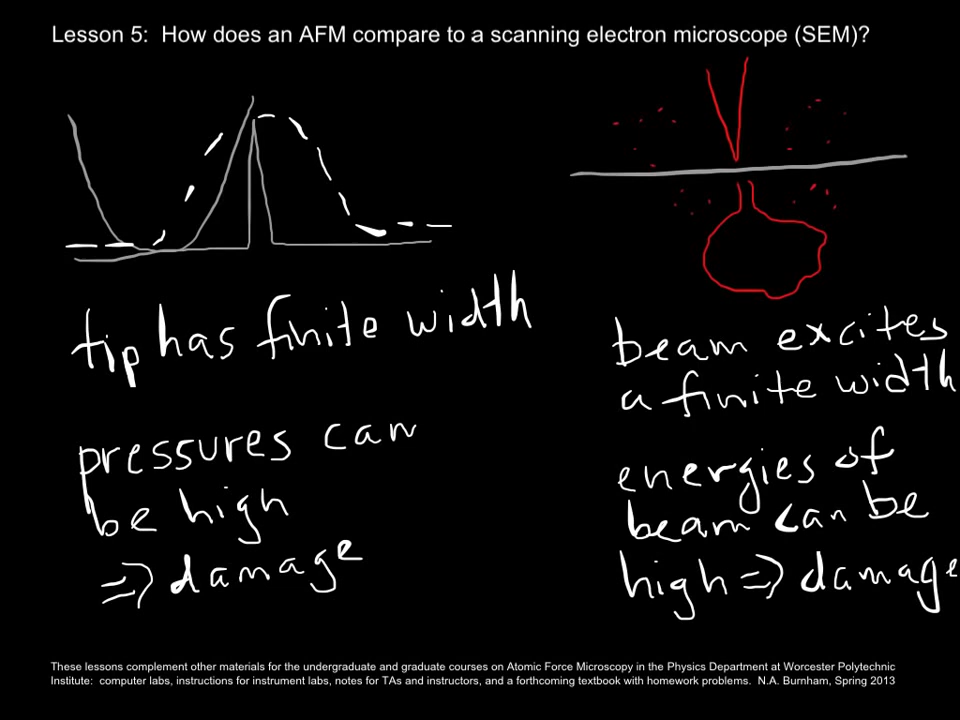 Lesson 5:  How does an AFM compare to a scanning electron microscope (SEM)?
tip has finite width
pressures can
be high
=> damage
beam excites
a finite width
energies of
beam can be
high => damage
These lessons complement other materials for the undergraduate and graduate courses on Atomic Force Microscopy in the Physics Department at Worcester Polytechnic
Institute:  computer labs, instructions for instrument labs, notes for TAs and instructors, and a forthcoming textbook with homework problems.  N.A. Burnham, Spring 2013